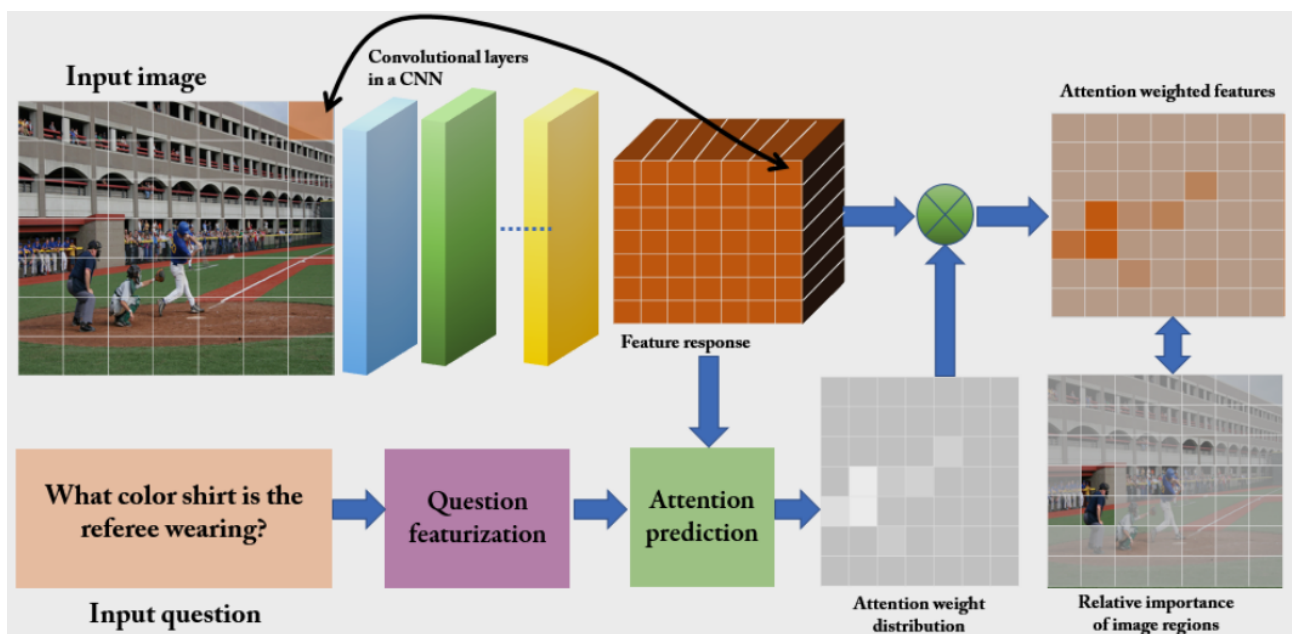 Input image
Convolutional layers
in a CNN
Attention weighted features
Feature response
What color shirt is the
referee wearing?
Question
featurization
Attention
prediction
Input question
Attention weight
distribution
Relative importance
of image regions